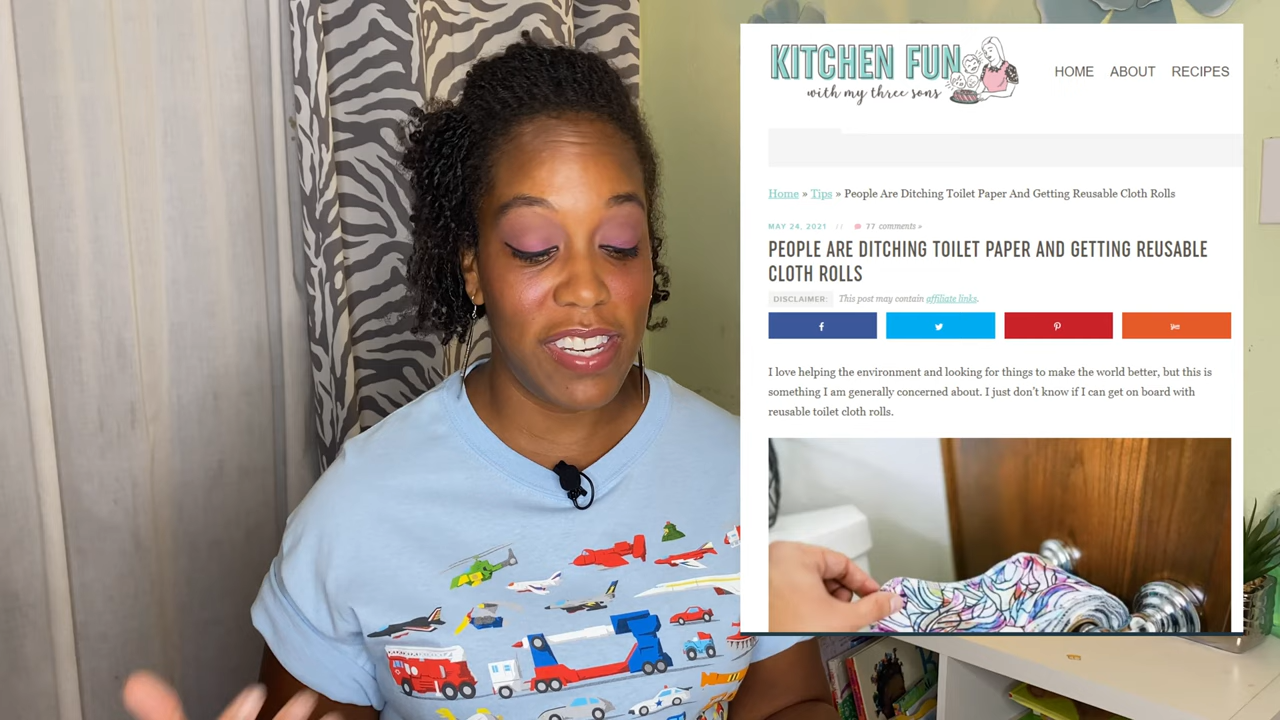 KITCHEN FUN
with my three sons
HOME ABOUT RECIPES
Home » Tips » People Are Ditching Toilet Paper And Getting Reusable Cloth Rolls
MAY 24, 2021 // 77 comments »
PEOPLE ARE DITCHING TOILET PAPER AND GETTING REUSABLE
CLOTH ROLLS
DISCLAIMER: This post may contain affiliate links.
I love helping the environment and looking for things to make the world better, but this is
something I am generally concerned about. I just don't know if I can get on board with
reusable toilet cloth rolls.